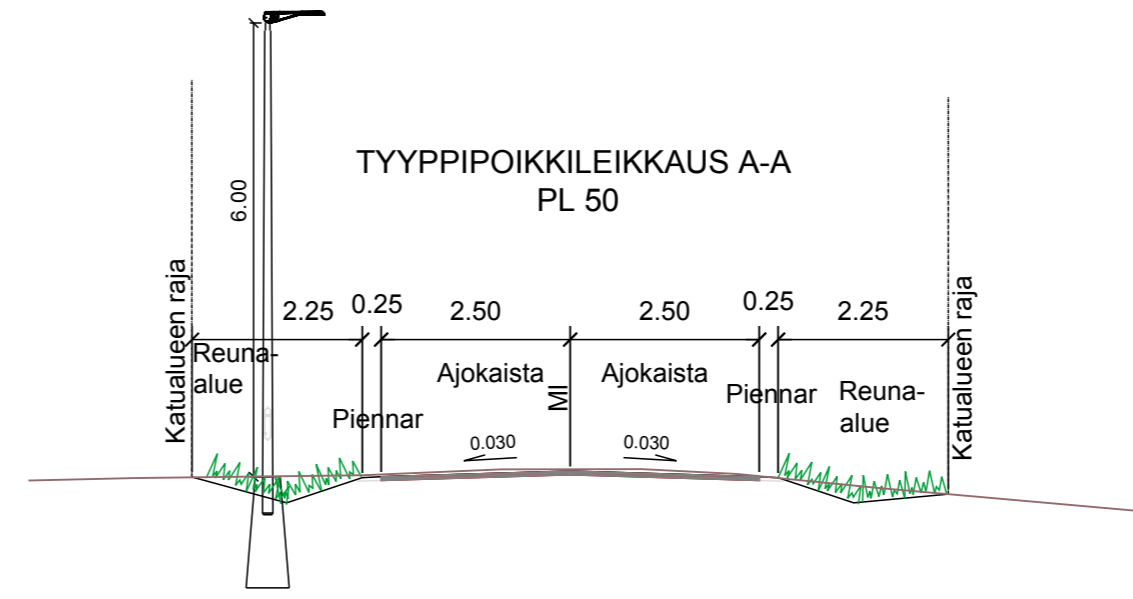 TYYPPIPOIKKILEIKKAUS A-A
PL 50
6.00
Katualueen raja
2.25
0.25
2.50
2.50
0.25
2.25
Katualueen raja
Reuna-
alue
Piennar
Ajokaista
MI
Ajokaista
Piennar
Reuna-
alue
0.030
0.030